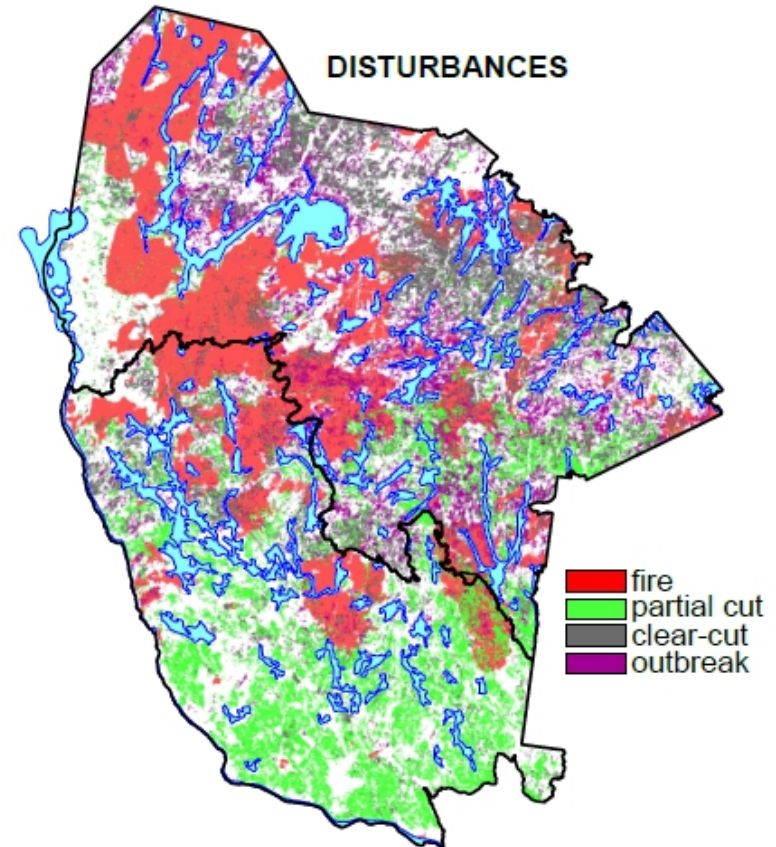 DISTURBANCES
fire
partial cut
clear-cut
outbreak